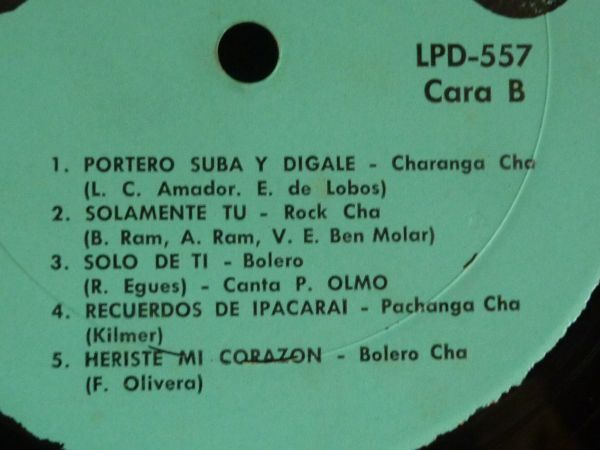 LPD-557
Cara B
1. PORTERO SUBA Y DIGALE - Charanga Cha
(L. C. Amador. E. de Lobos)
2. SOLAMENTE TU - Rock Cha
(B. Ram, A. Ram, V. E. Ben Molar)
3. SOLO DE TI - Bolero
(R. Egues) - Canta P. OLMO
4. RECUERDOS DE IPACARAI - Pachanga Cha
(Kilmer)
5. HERISTE MI CORAZON - Bolero Cha
(F. Olivera)